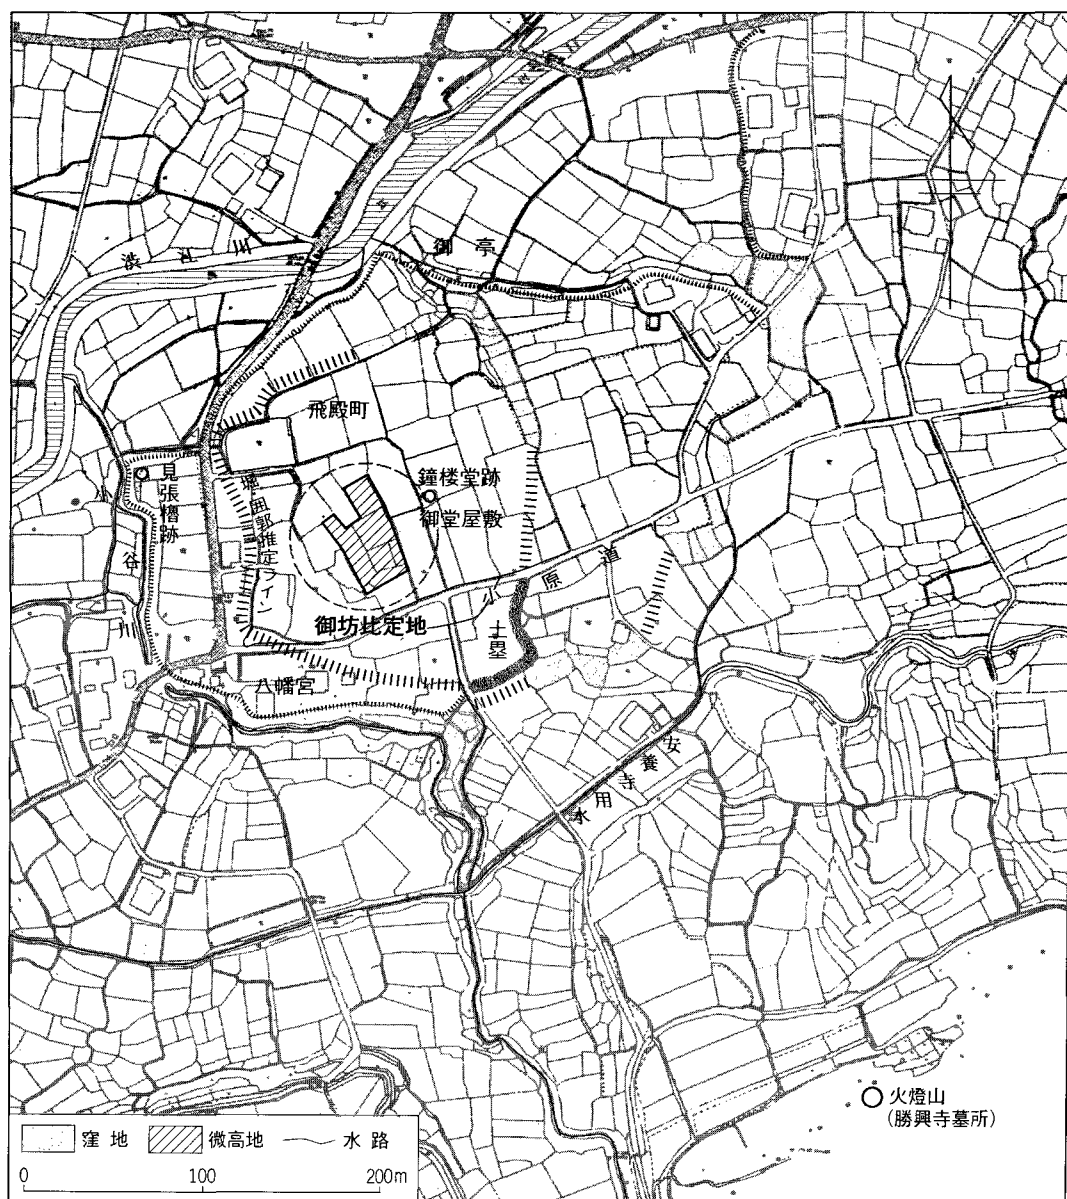 渋江川
御亭
飛殿町
見張櫓跡
鐘楼堂跡
御堂屋敷
堀・囲郭推定ライン
小谷川
小原道
土塁
御坊比定地
八幡宮
安養寺用水
火燈山
(勝興寺墓所)
窪地
微高地
水路
0 100 200m